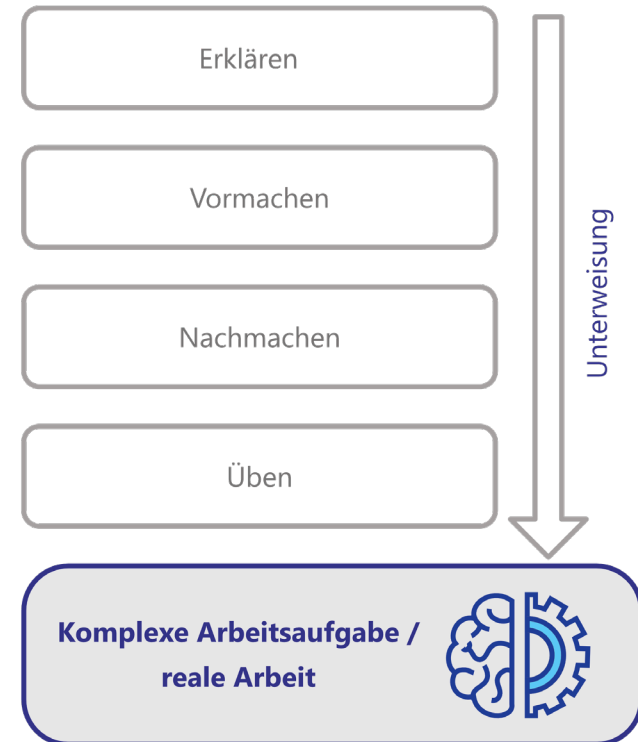 Erklären
Vormachen
Nachmachen
Üben
Unterweisung
Komplexe Arbeitsaufgabe /
reale Arbeit